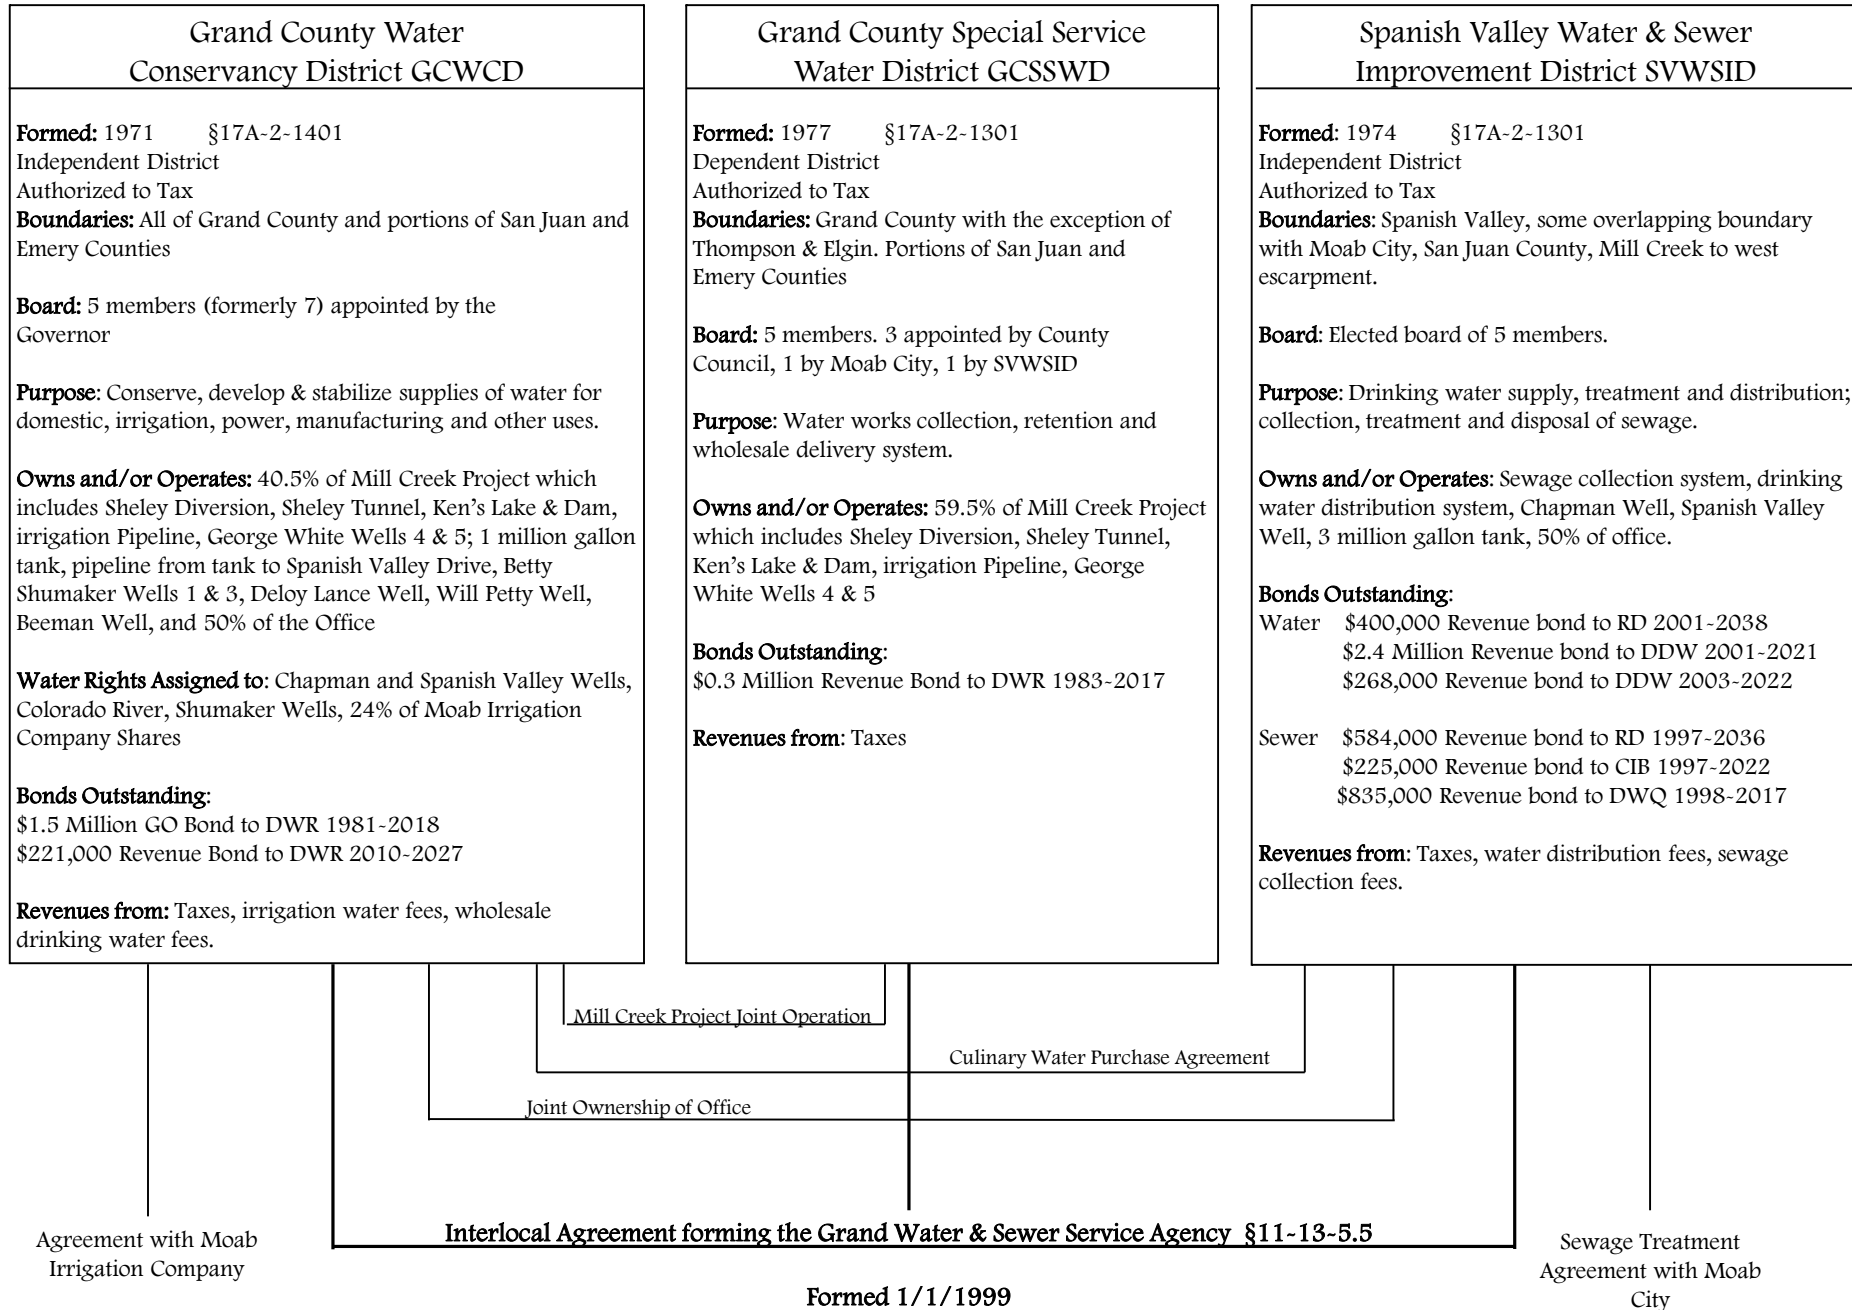 Grand County Water
Conservancy District GCWCD
Formed: 1971 §17A-2-1401
Independent District
Authorized to Tax
Boundaries: All of Grand County and portions of San Juan and
Emery Counties
Board: 5 members (formerly 7) appointed by the
Governor
Purpose: Conserve, develop & stabilize supplies of water for
domestic, irrigation, power, manufacturing and other uses.
Owns and/or Operates: 40.5% of Mill Creek Project which
includes Sheley Diversion, Sheley Tunnel, Ken's Lake & Dam,
irrigation Pipeline, George White Wells 4 & 5; 1 million gallon
tank, pipeline from tank to Spanish Valley Drive, Betty
Shumaker Wells 1 & 3, Deloy Lance Well, Will Petty Well,
Beeman Well, and 50% of the Office
Water Rights Assigned to: Chapman and Spanish Valley Wells,
Colorado River, Shumaker Wells, 24% of Moab Irrigation
Company Shares
Bonds Outstanding:
$1.5 Million GO Bond to DWR 1981-2018
$221,000 Revenue Bond to DWR 2010-2027
Revenues from: Taxes, irrigation water fees, wholesale
drinking water fees.
Grand County Special Service
Water District GCSSWD
Formed: 1977 §17A-2-1301
Dependent District
Authorized to Tax
Boundaries: Grand County with the exception of
Thompson & Elgin. Portions of San Juan and
Emery Counties
Board: 5 members. 3 appointed by County
Council, 1 by Moab City, 1 by SVWSID
Purpose: Water works collection, retention and
wholesale delivery system.
Owns and/or Operates: 59.5% of Mill Creek Project
which includes Sheley Diversion, Sheley Tunnel,
Ken's Lake & Dam, irrigation Pipeline, George
White Wells 4 & 5
Bonds Outstanding:
$0.3 Million Revenue Bond to DWR 1983-2017
Revenues from: Taxes
Spanish Valley Water & Sewer
Improvement District SVWSID
Formed: 1974 §17A-2-1301
Independent District
Authorized to Tax
Boundaries: Spanish Valley, some overlapping boundary
with Moab City, San Juan County, Mill Creek to west
escarpment.
Board: Elected board of 5 members.
Purpose: Drinking water supply, treatment and distribution;
collection, treatment and disposal of sewage.
Owns and/or Operates: Sewage collection system, drinking
water distribution system, Chapman Well, Spanish Valley
Well, 3 million gallon tank, 50% of office.
Bonds Outstanding:
Water $400,000 Revenue bond to RD 2001-2038
$2.4 Million Revenue bond to DDW 2001-2021
$268,000 Revenue bond to DDW 2003-2022
Sewer $584,000 Revenue bond to RD 1997-2036
$225,000 Revenue bond to CIB 1997-2022
$835,000 Revenue bond to DWQ 1998-2017
Revenues from: Taxes, water distribution fees, sewage
collection fees.
Mill Creek Project Joint Operation
Culinary Water Purchase Agreement
Joint Ownership of Office
Agreement with Moab
Irrigation Company
Interlocal Agreement forming the Grand Water & Sewer Service Agency §11-13-5.5
Formed 1/1/1999
Sewage Treatment
Agreement with Moab
City